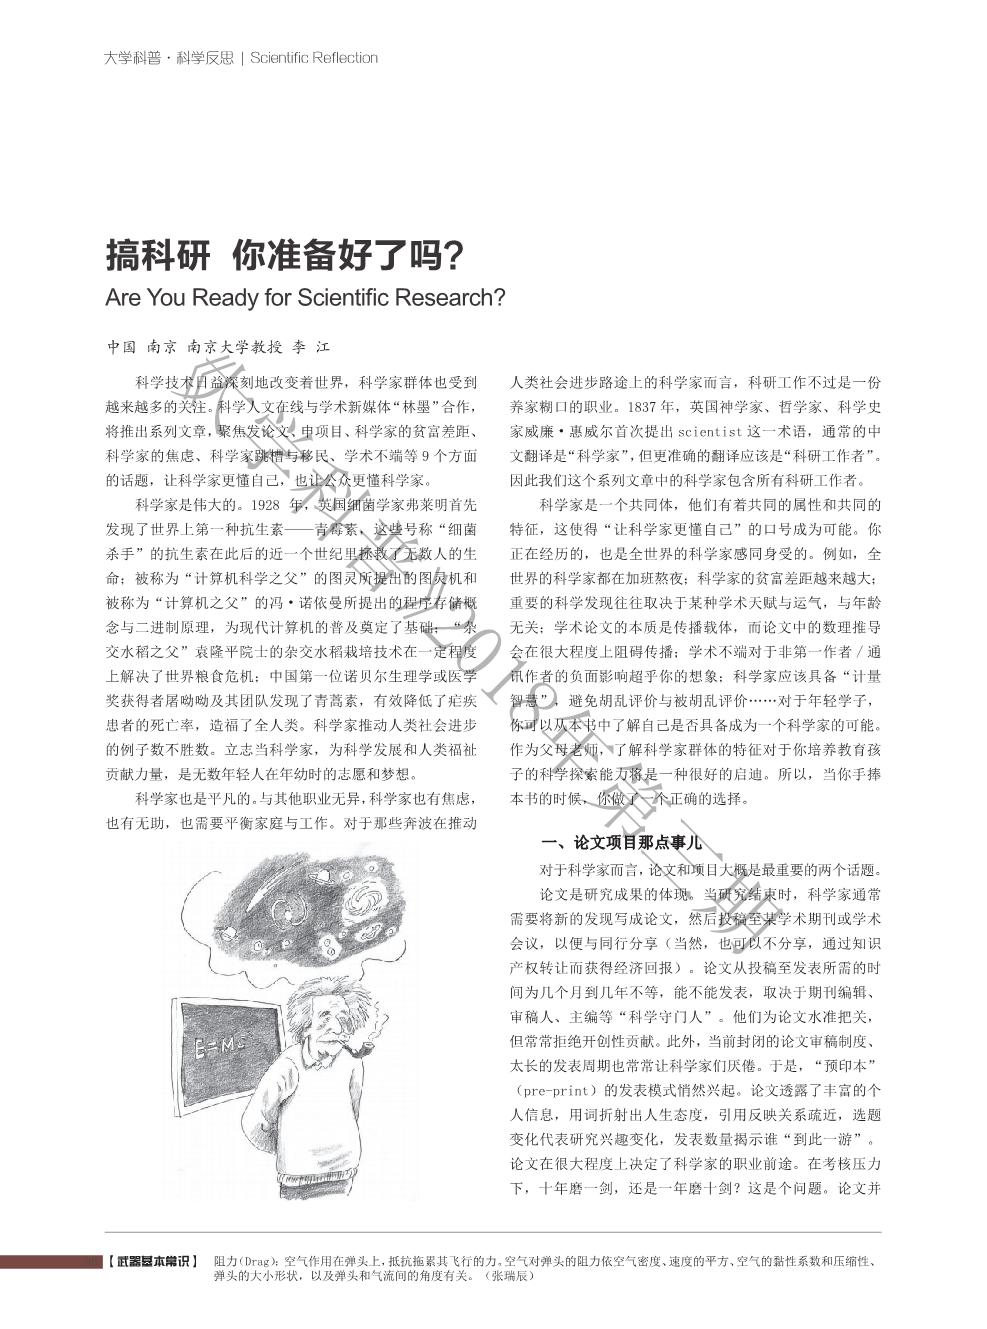 大学科普·科学反思 | Scientific Reflection
搞科研 你准备好了吗？
Are You Ready for Scientific Research?
中国 南京 南京大学教授 李 江
科学技术日益深刻地改变着世界，科学家群体也受到
越来越多的关注。科学人文在线与学术新媒体“林墨”合作，
将推出系列文章，聚焦发论文、申项目、科学家的贫富差距、
科学家的焦虑、科学家跳槽与移民、学术不端等 9 个方面
的话题，让科学家更懂自己，也让公众更懂科学家。
科学家是伟大的。1928 年，英国细菌学家弗莱明首先
发现了世界上第一种抗生素——青霉素，这些号称“细菌
杀手”的抗生素在此后的近一个世纪里拯救了无数人的生
命；被称为“计算机科学之父”的图灵所提出的图灵机和
被称为“计算机之父”的冯·诺依曼所提出的程序存储概
念与二进制原理，为现代计算机的普及奠定了基础；“杂
交水稻之父”袁隆平院士的杂交水稻栽培技术在一定程度
上解决了世界粮食危机；中国第一位诺贝尔生理学或医学
奖获得者屠呦呦及其团队发现了青蒿素，有效降低了疟疾
患者的死亡率，造福了全人类。科学家推动人类社会进步
的例子数不胜数。立志当科学家，为科学发展和人类福祉
贡献力量，是无数年轻人在年幼时的志愿和梦想。
科学家也是平凡的。与其他职业无异，科学家也有焦虑，
也有无助，也需要平衡家庭与工作。对于那些奔波在推动
E=MC²
人类社会进步路途上的科学家而言，科研工作不过是一份
养家糊口的职业。1837 年，英国神学家、哲学家、科学史
家威廉·惠威尔首次提出 scientist 这一术语，通常的中
文翻译是“科学家”，但更准确的翻译应该是“科研工作者”。
因此我们这个系列文章中的科学家包含所有科研工作者。
科学家是一个共同体，他们有着共同的属性和共同的
特征，这使得“让科学家更懂自己”的口号成为可能。你
正在经历的，也是全世界的科学家感同身受的。例如，全
世界的科学家都在加班熬夜；科学家的贫富差距越来越大；
重要的科学发现往往取决于某种学术天赋与运气，与年龄
无关；学术论文的本质是传播载体，而论文中的数理推导
会在很大程度上阻碍传播；学术不端对于非第一作者 / 通
讯作者的负面影响超乎你的想象；科学家应该具备“计量
智慧”，避免胡乱评价与被胡乱评价……对于年轻学子，
你可以从本书中了解自己是否具备成为一个科学家的可能。
作为父母老师，了解科学家群体的特征对于你培养教育孩
子的科学探索能力将是一种很好的启迪。所以，当你手捧
本书的时候，你做了一个正确的选择。
一、论文项目那点事儿
对于科学家而言，论文和项目大概是最重要的两个话题。
论文是研究成果的体现。当研究结束时，科学家通常
需要将新的发现写成论文，然后投稿至某学术期刊或学术
会议，以便与同行分享（当然，也可以不分享，通过知识
产权转让而获得经济回报）。论文从投稿至发表所需的时
间为几个月到几年不等，能不能发表，取决于期刊编辑、
审稿人、主编等“科学守门人”。他们为论文水准把关，
但常常拒绝开创性贡献。此外，当前封闭的论文审稿制度、
太长的发表周期也常常让科学家们厌倦。于是，“预印本”
（pre-print）的发表模式悄然兴起。论文透露了丰富的个
人信息，用词折射出人生态度，引用反映关系疏近，选题
变化代表研究兴趣变化，发表数量揭示谁“到此一游”。
论文在很大程度上决定了科学家的职业前途。在考核压力
下，十年磨一剑，还是一年磨十剑？这是个问题。论文并
《大学科普》2018年第三期
【武器基本常识】 阻力(Drag)：空气作用在弹头上，抵抗拖累其飞行的力。空气对弹头的阻力依空气密度、速度的平方、空气的黏性系数和压缩性、
弹头的大小形状，以及弹头和气流间的角度有关。（张瑞辰）